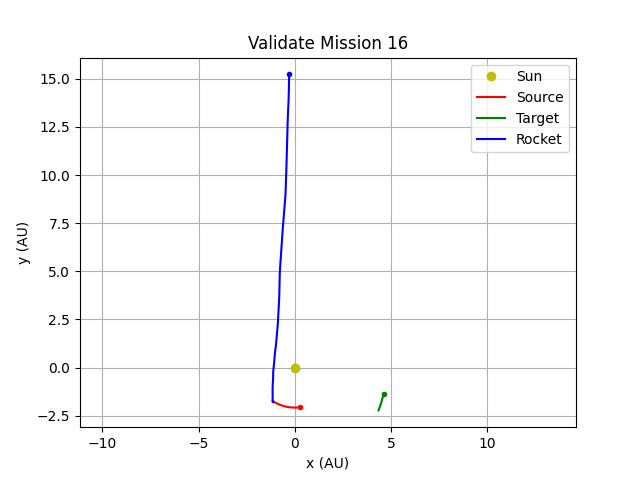 Validate Mission 16
Sun
Source
Target
Rocket
15.0
12.5
10.0
7.5
5.0
2.5
0.0
−2.5
y (AU)
−10
−5
0
5
10
x (AU)